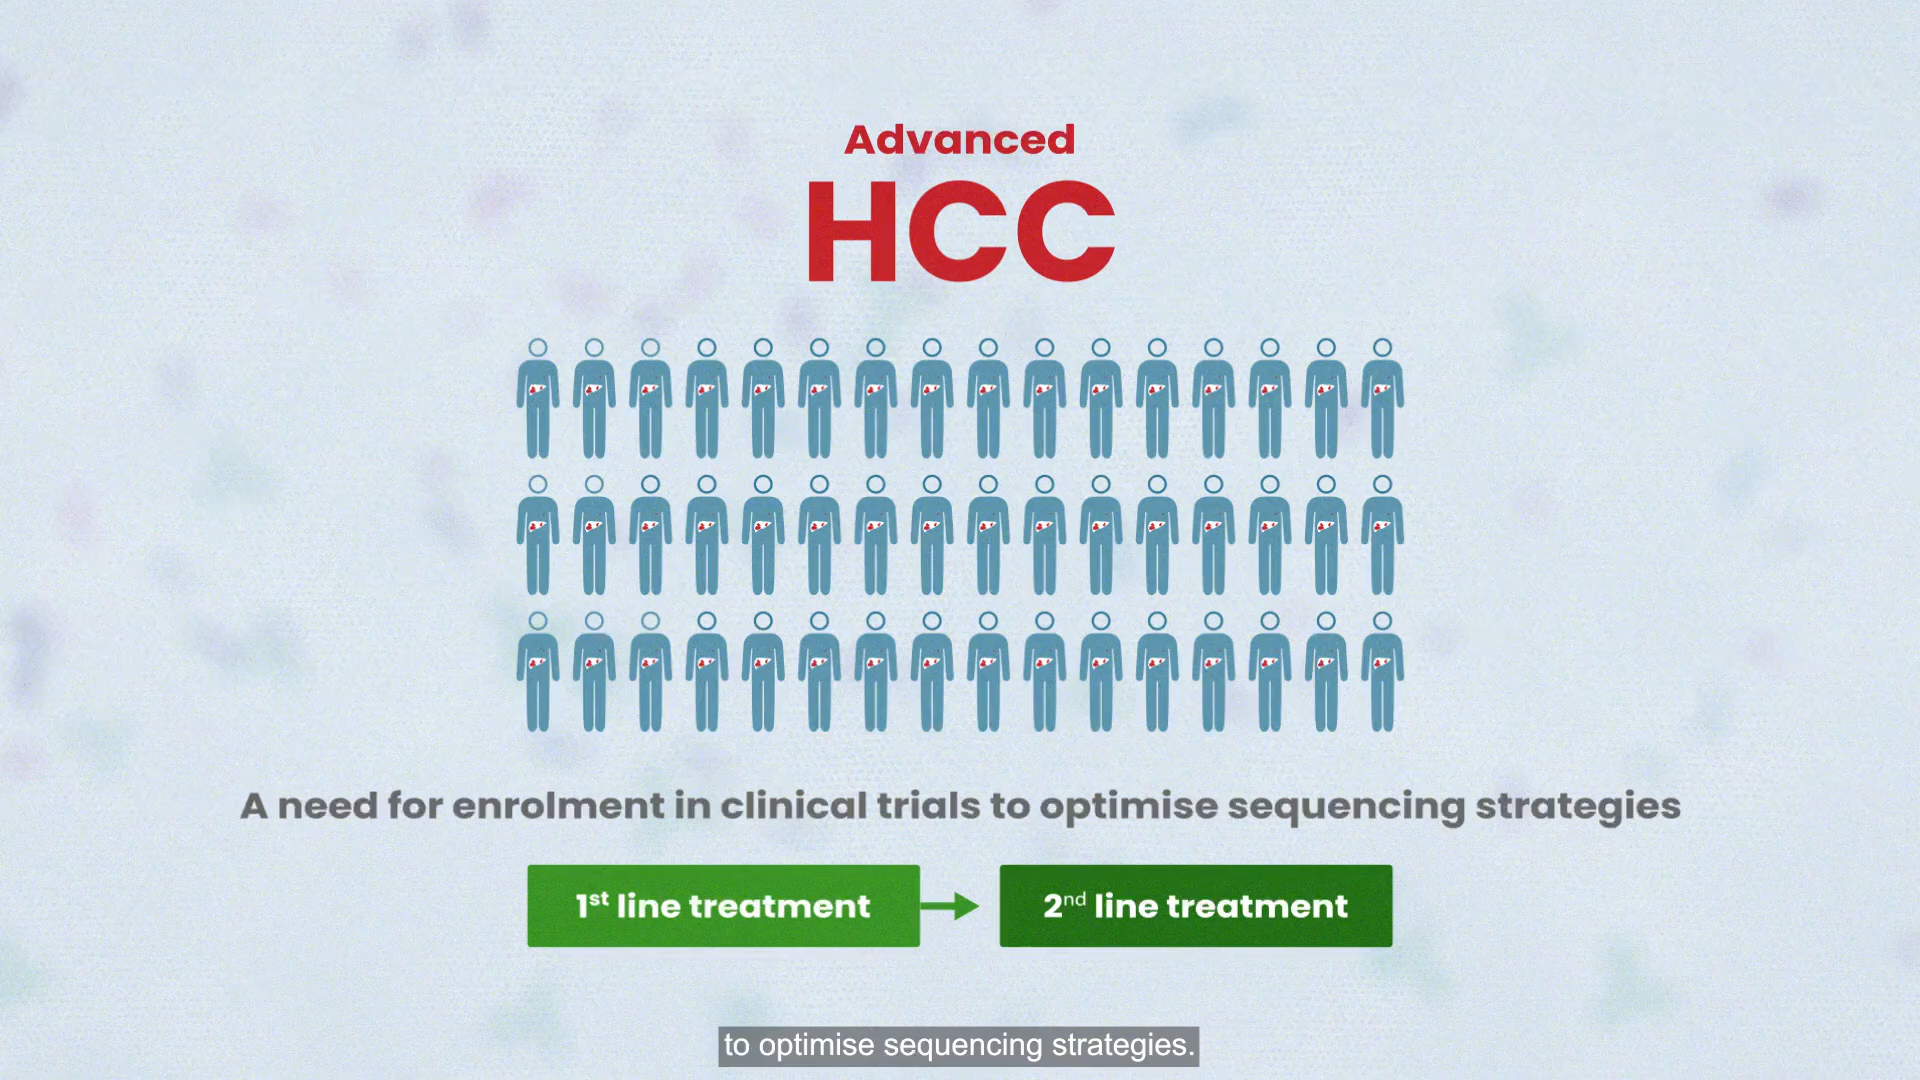 Advanced
HCC
A need for enrolment in clinical trials to optimise sequencing strategies
1st line treatment
2nd line treatment
to optimise sequencing strategies.